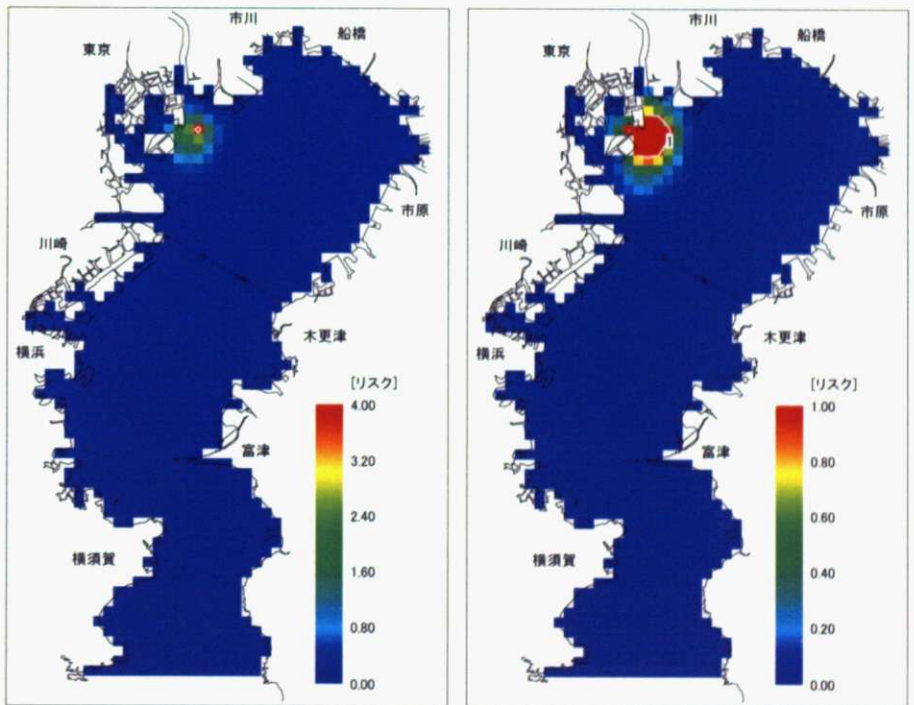 市川
東京
船橋
市原
川崎
横浜
木更津
[リスク]
4.00
3.20
富津
2.40
1.60
横須賀
0.80
0.00
市川
東京
船橋
1
市原
川崎
横浜
木更津
[リスク]
1.00
0.80
富津
0.60
0.40
横須賀
0.20
0.00